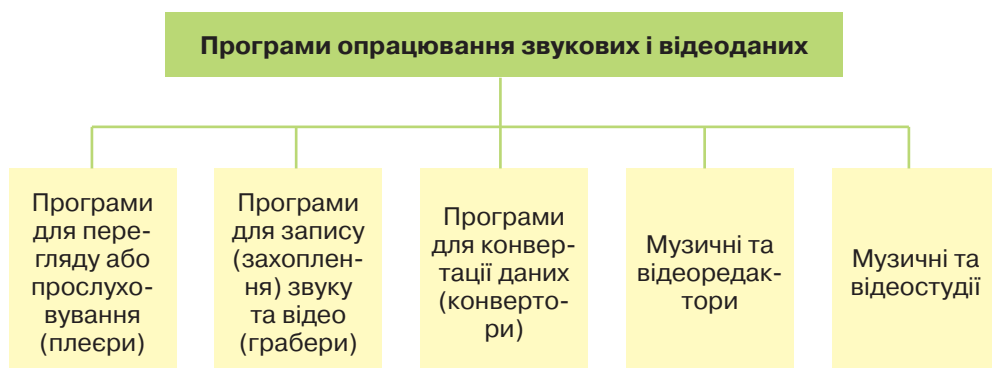 Програми опрацювання звукових і відеоданих
Програми
для пере-
гляду або
прослухо-
вування
(плеєри)
Програми
для запису
(захоплен-
ня) звуку
та відео
(грабери)
Програми
для конвер-
тації даних
(конверто-
ри)
Музичні та
відеоредак-
тори
Музичні та
відеостудії